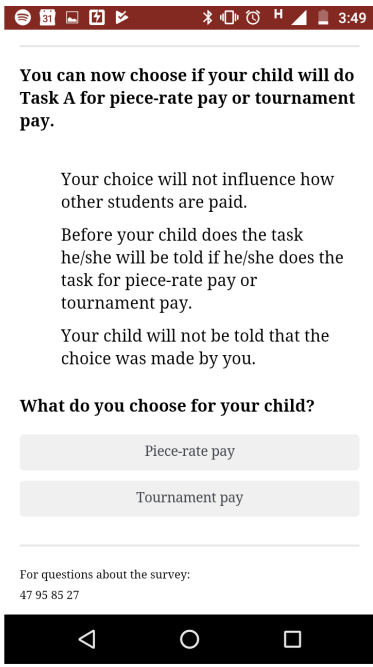 31
H
3:49
You can now choose if your child will do
Task A for piece-rate pay or tournament
pay.
Your choice will not influence how
other students are paid.
Before your child does the task
he/she will be told if he/she does the
task for piece-rate pay or
tournament pay.
Your child will not be told that the
choice was made by you.
What do you choose for your child?
Piece-rate pay
Tournament pay
For questions about the survey:
47 95 85 27